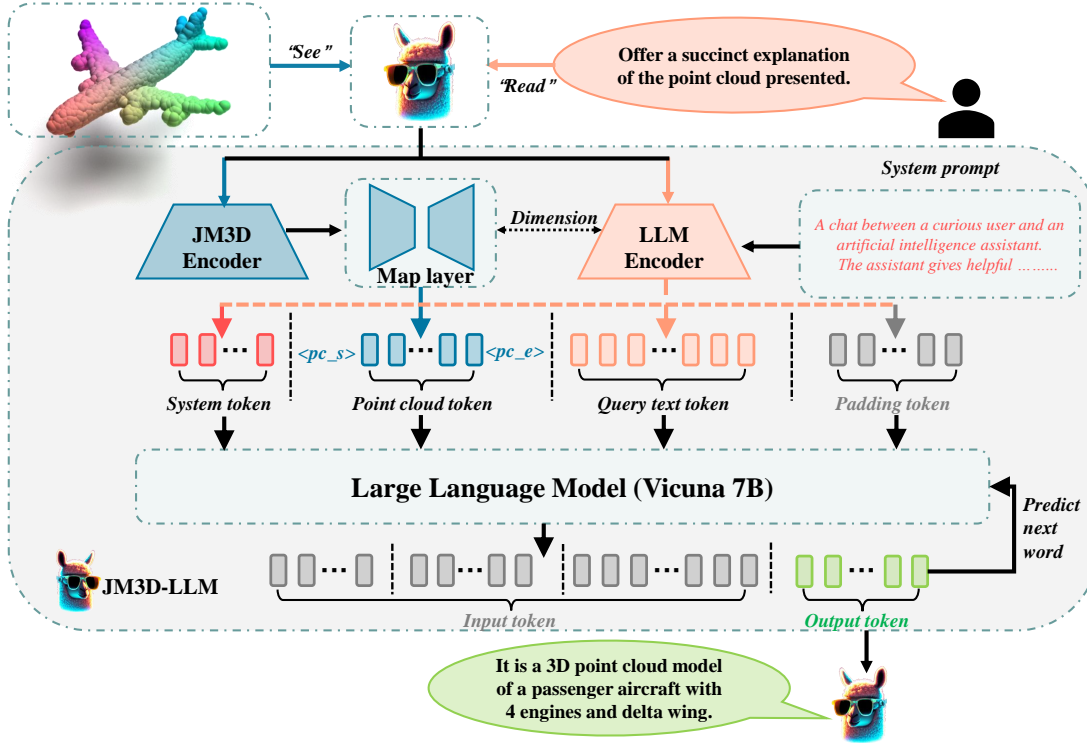 “See”
“Read”
Offer a succinct explanation
of the point cloud presented.
System prompt
JM3D
Encoder
Map layer
Dimension
LLM
Encoder
A chat between a curious user and an
artificial intelligence assistant.
The assistant gives helpful ………
<pc_s>
<pc_e>
System token
Point cloud token
Query text token
Padding token
Large Language Model (Vicuna 7B)
Predict
next
word
JM3D-LLM
Input token
Output token
It is a 3D point cloud model
of a passenger aircraft with
4 engines and delta wing.